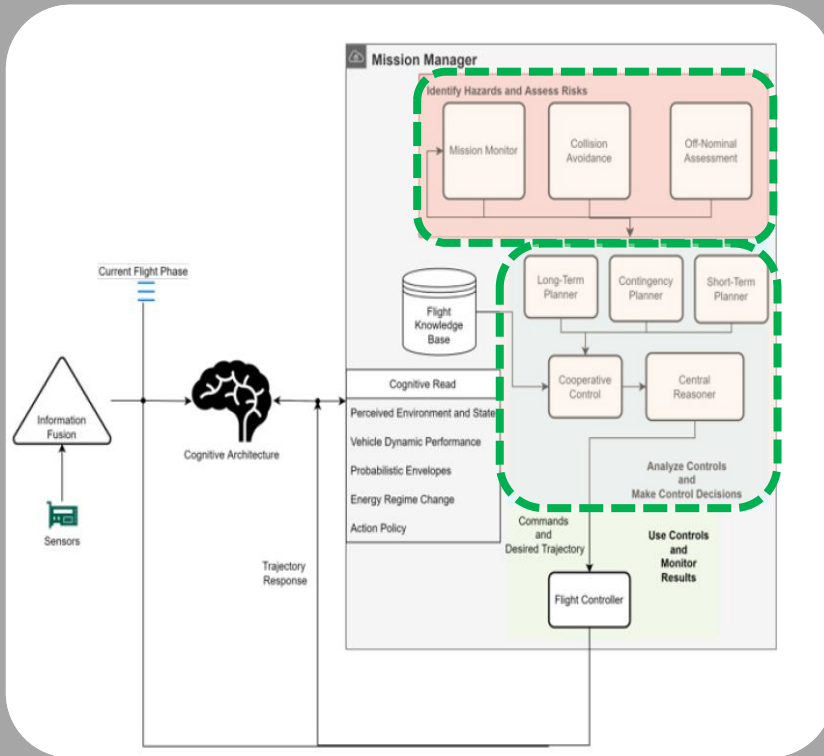 Mission Manager
Identify Hazards and Assess Risks
Mission Monitor
Collision
Avoidance
Off-Nominal
Assessment
Current Flight Phase
Long-Term
Planner
Contingency
Planner
Short-Term
Planner
Flight
Knowledge
Base
Cognitive Read
Cooperative
Control
Central
Reasoner
Information
Fusion
Cognitive Architecture
Perceived Environment and State
Vehicle Dynamic Performance
Probabilistic Envelopes
Energy Regime Change
Action Policy
Analyze Controls
and
Make Control Decisions
Sensors
Commands
and
Desired Trajectory
Use Controls
and
Monitor
Results
Trajectory
Response
Flight Controller